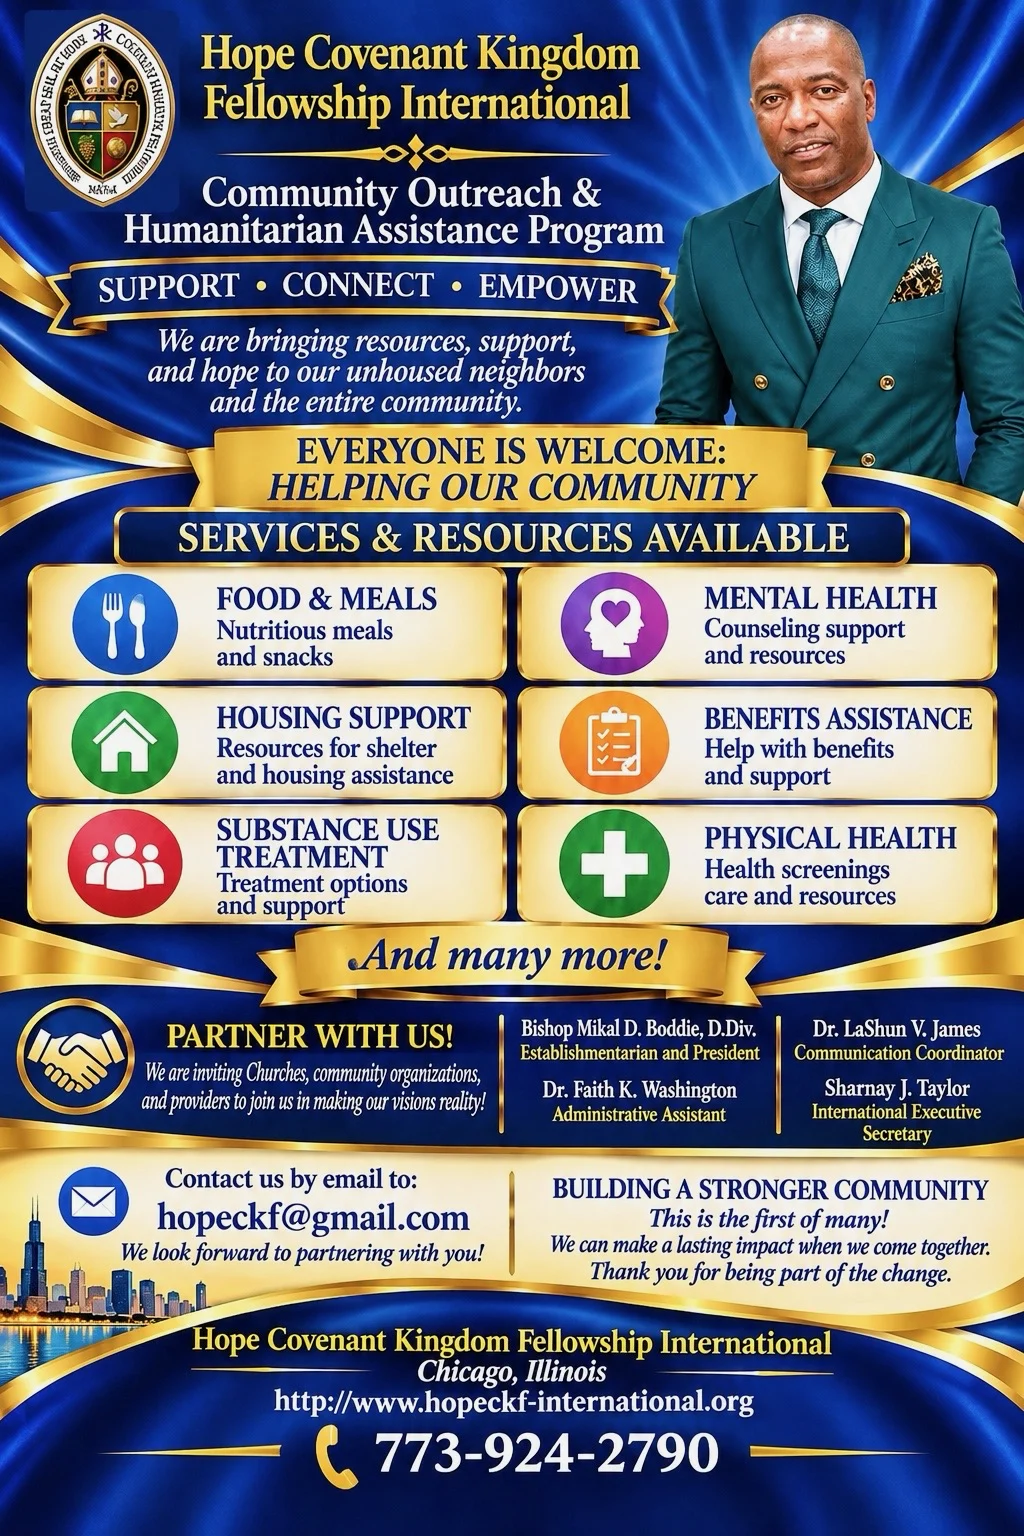 Hope Covenant Kingdom
Fellowship International
Community Outreach &
Humanitarian Assistance Program
SUPPORT • CONNECT • EMPOWER
We are bringing resources, support,
and hope to our unhoused neighbors
and the entire community.
EVERYONE IS WELCOME:
HELPING OUR COMMUNITY
SERVICES & RESOURCES AVAILABLE
FOOD & MEALS
Nutritious meals
and snacks
MENTAL HEALTH
Counseling support
and resources
HOUSING SUPPORT
Resources for shelter
and housing assistance
BENEFITS ASSISTANCE
Help with benefits
and support
SUBSTANCE USE
TREATMENT
Treatment options
and support
PHYSICAL HEALTH
Health screenings
care and resources
And many more!
PARTNER WITH US!
We are inviting Churches, community organizations,
and providers to join us in making our visions reality!
Bishop Mikal D. Boddie, D.Div.
Establishmentarian and President
Dr. Faith K. Washington
Administrative Assistant
Dr. LaShun V. James
Communication Coordinator
Sharnay J. Taylor
International Executive
Secretary
Contact us by email to:
hopeckf@gmail.com
We look forward to partnering with you!
BUILDING A STRONGER COMMUNITY
This is the first of many!
We can make a lasting impact when we come together.
Thank you for being part of the change.
Hope Covenant Kingdom Fellowship International
Chicago, Illinois
http://www.hopeckf-international.org
773-924-2790